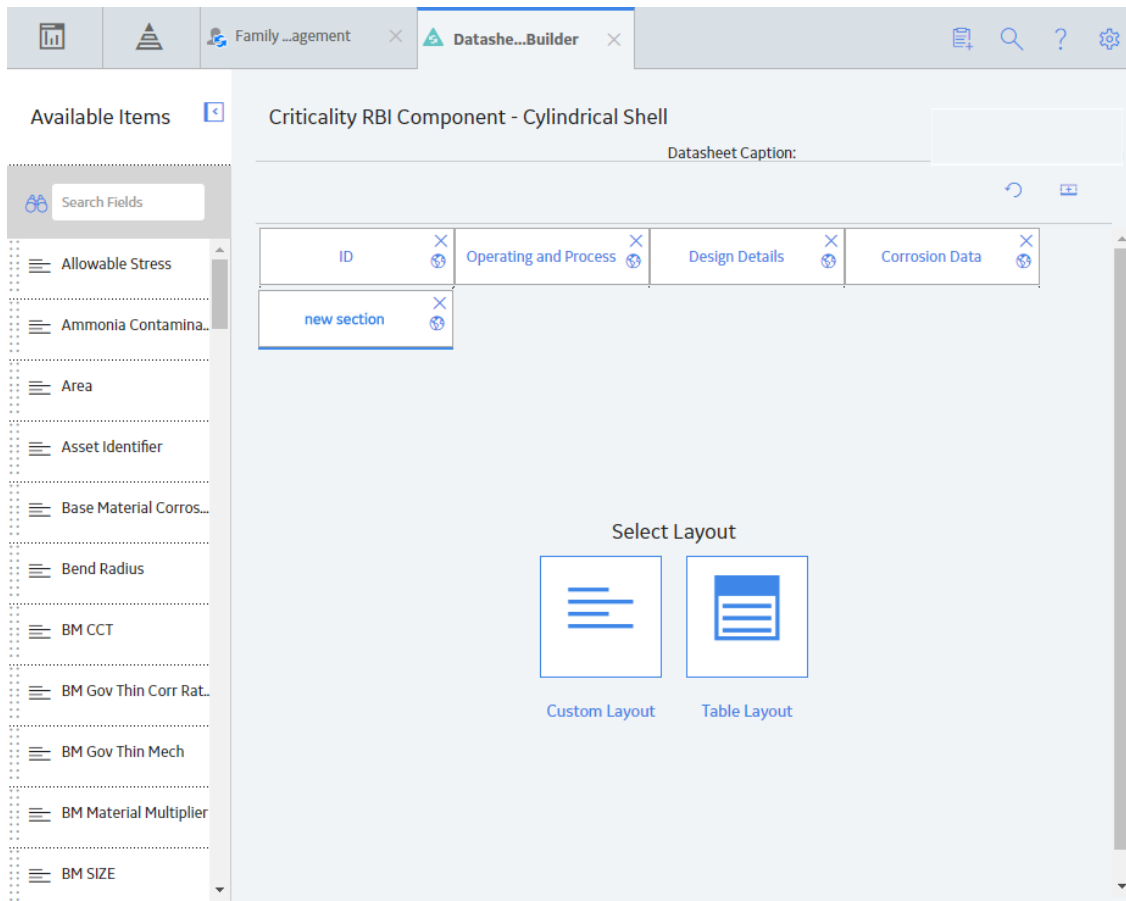 Family ...agement
Datashe...Builder
Available Items
Criticality RBI Component - Cylindrical Shell
Datasheet Caption:
Search Fields
Allowable Stress
Ammonia Contamina..
Area
Asset Identifier
Base Material Corros...
Bend Radius
BM CCT
BM Gov Thin Corr Rat..
BM Gov Thin Mech
BM Material Multiplier
BM SIZE
ID
Operating and Process
Design Details
Corrosion Data
new section
Select Layout
Custom Layout
Table Layout